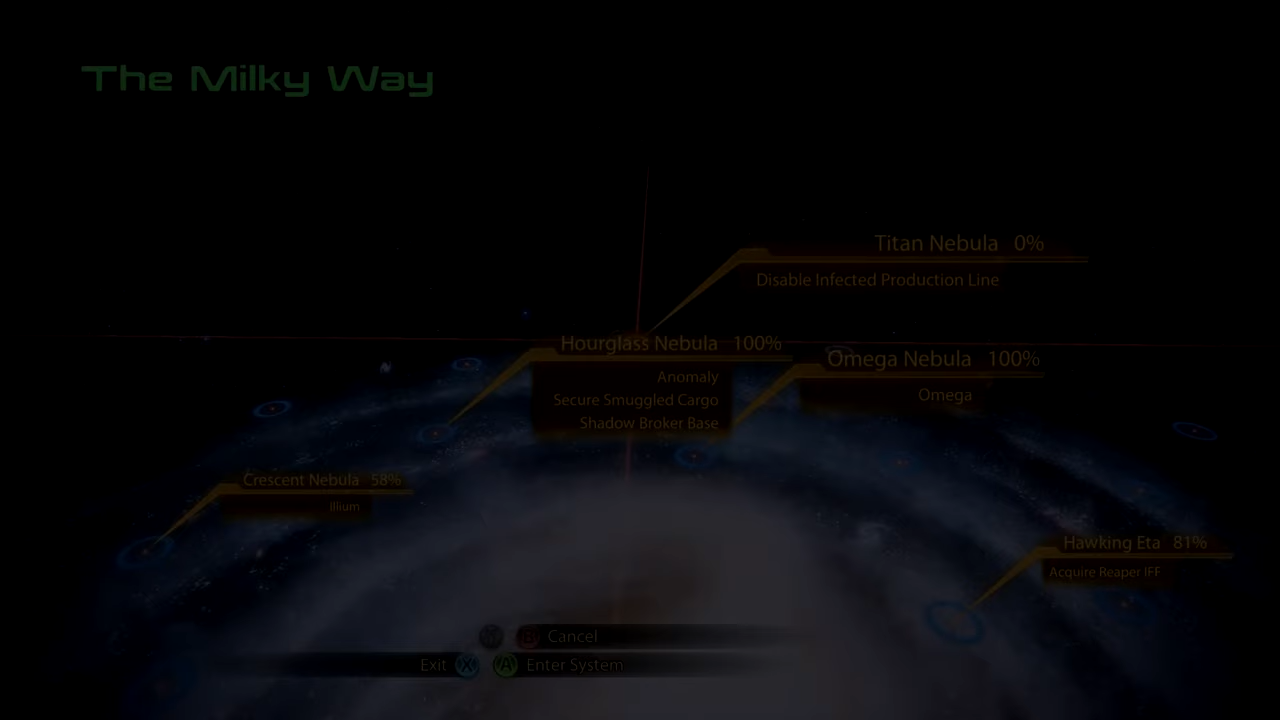 The Milky Way
Titan Nebula 0%
Disable Infected Production Line
Hourglass Nebula 100%
Anomaly
Secure Smuggled Cargo
Shadow Broker Base
Omega Nebula 100%
Omega
Crescent Nebula 58%
Illium
Hawking Eta 81%
Acquire Reaper IFF
Y B Cancel
Exit X A Enter System